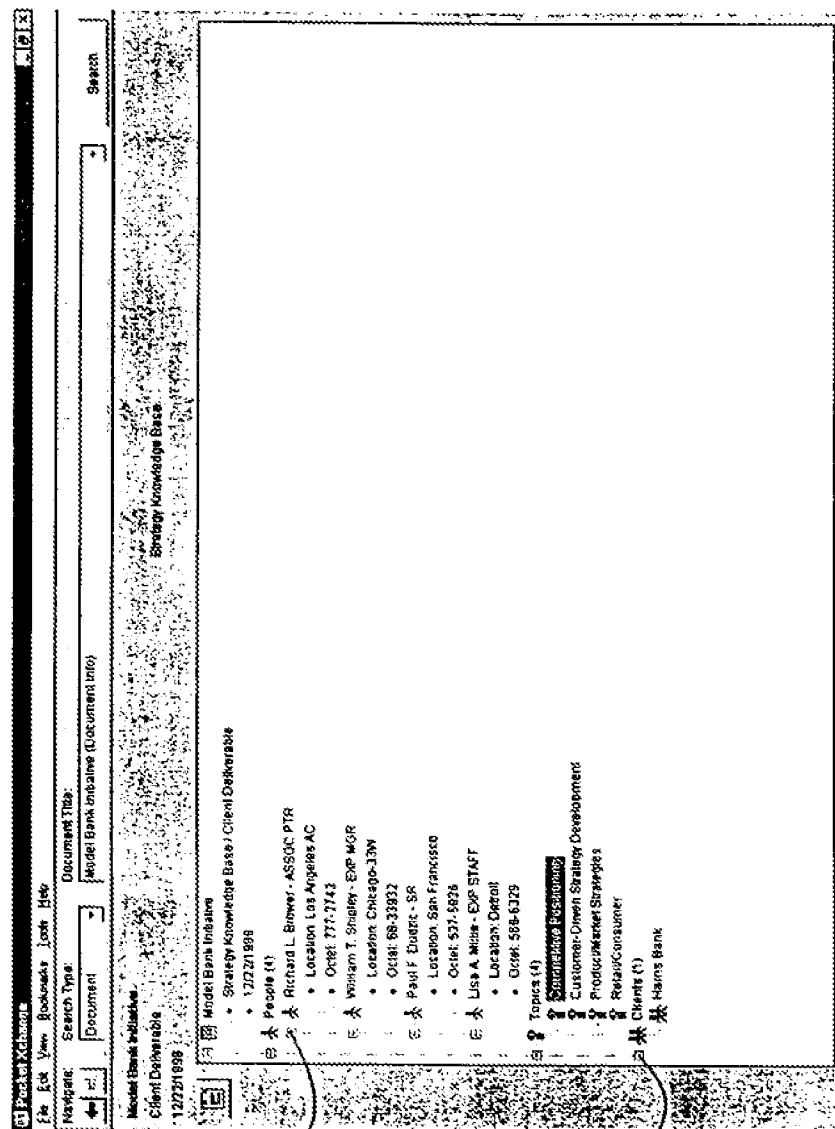 Pocket Xchange
File Edit View Bookmarks Tools Help
Navigate: Search Type: Document Title:
Document Model Bank Initiative (Document Info) Search
Model Bank Initiative
Client Deliverable Strategy Knowledge Base
12/22/1998
Model Bank Initiative
Strategy Knowledge Base / Client Deliverable
12/22/1998
People (4)
Richard L. Brower - ASSOC PTR
Location: Los Angeles AC
Octel: 777-2743
William T. Shipley - EXP MGR
Location: Chicago-33W
Octel: 66-33932
Paul F. - SR
Location: San Francisco
Octel: 527-5826
Lisa A. - EXP STAFF
Location: Detroit
Octel: 586-6329
Topics (4)
Positioning
Customer-Driven Strategy Development
Product/Market Strategies
Retail/Consumer
Clients (1)
Harris Bank